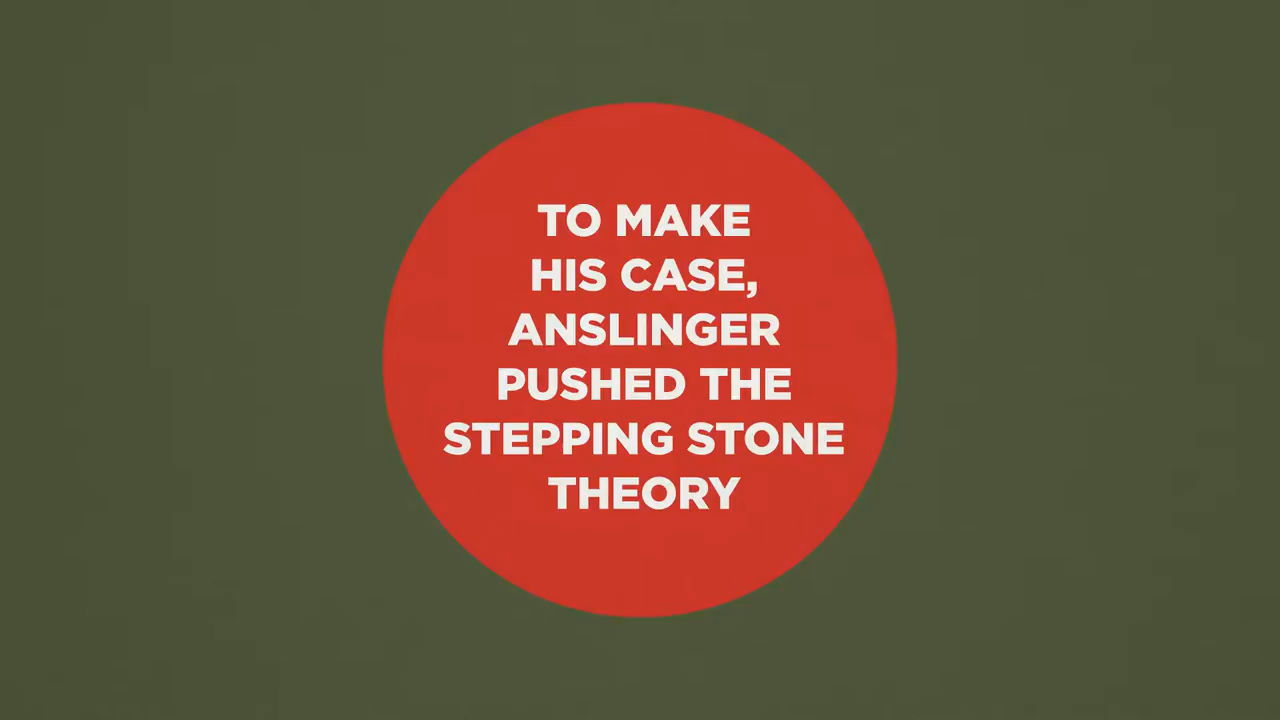 TO MAKE
HIS CASE,
ANSLINGER
PUSHED THE
STEPPING STONE
THEORY